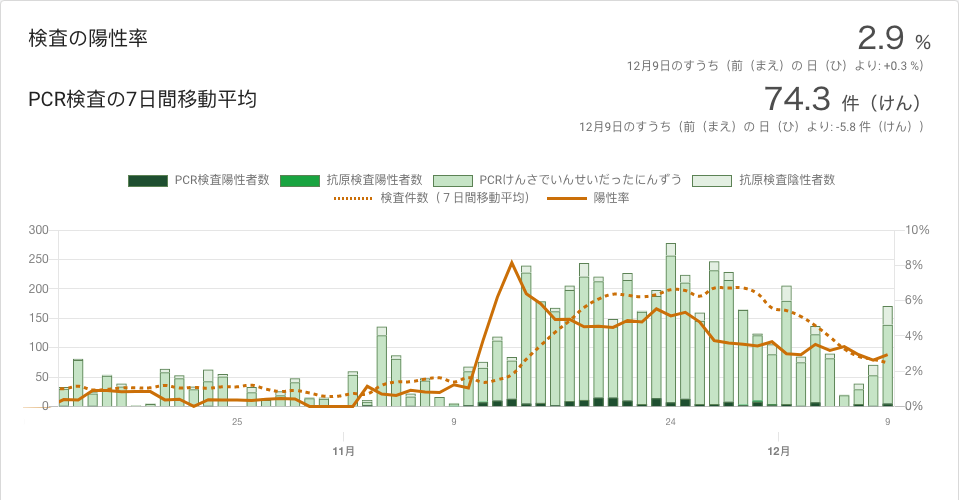 検査の陽性率
2.9 %
12月9日のすうち（前（まえ）の 日（ひ）より: +0.3 %）
PCR検査の7日間移動平均
74.3 件（けん）
12月9日のすうち（前（まえ）の 日（ひ）より: -5.8 件（けん））
PCR検査陽性者数 抗原検査陽性者数 PCRけんさでいんせいだったにんずう 抗原検査陰性者数
検査件数（７日間移動平均） 陽性率
300 10%
250 8%
200 6%
150 4%
100 2%
50 0%
0
25 9 24 9
11月 12月